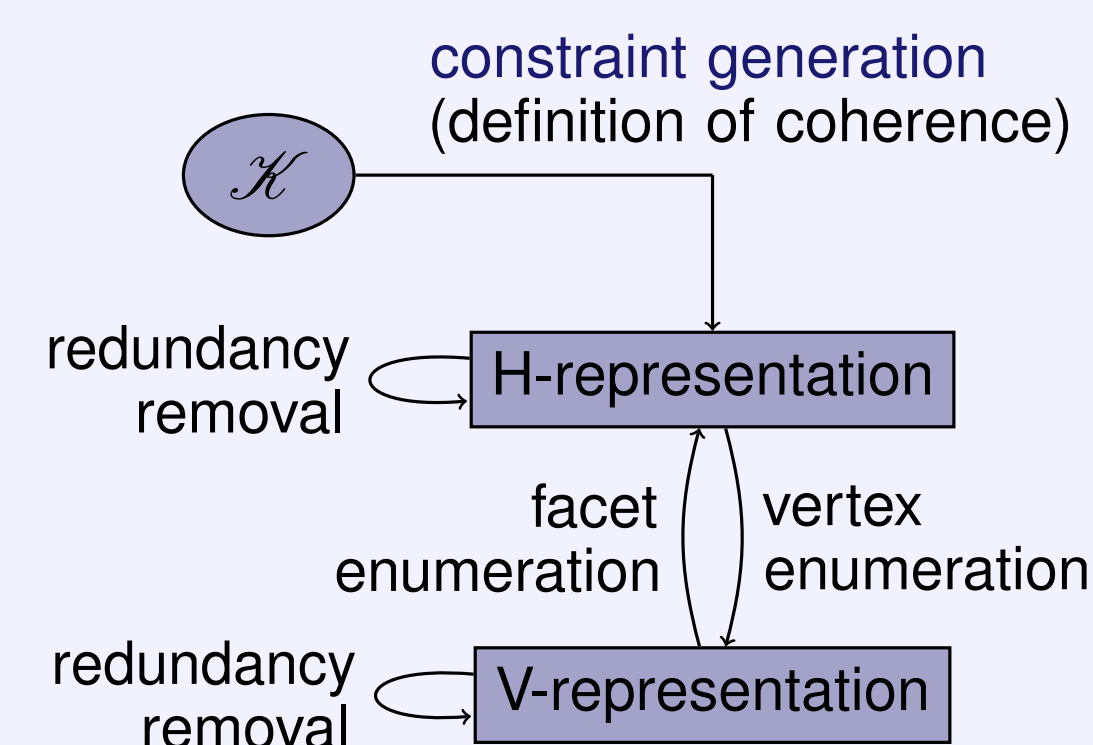 constraint generation
(definition of coherence)
𝒦
redundancy
removal
H-representation
facet
enumeration
vertex
enumeration
redundancy
removal
V-representation